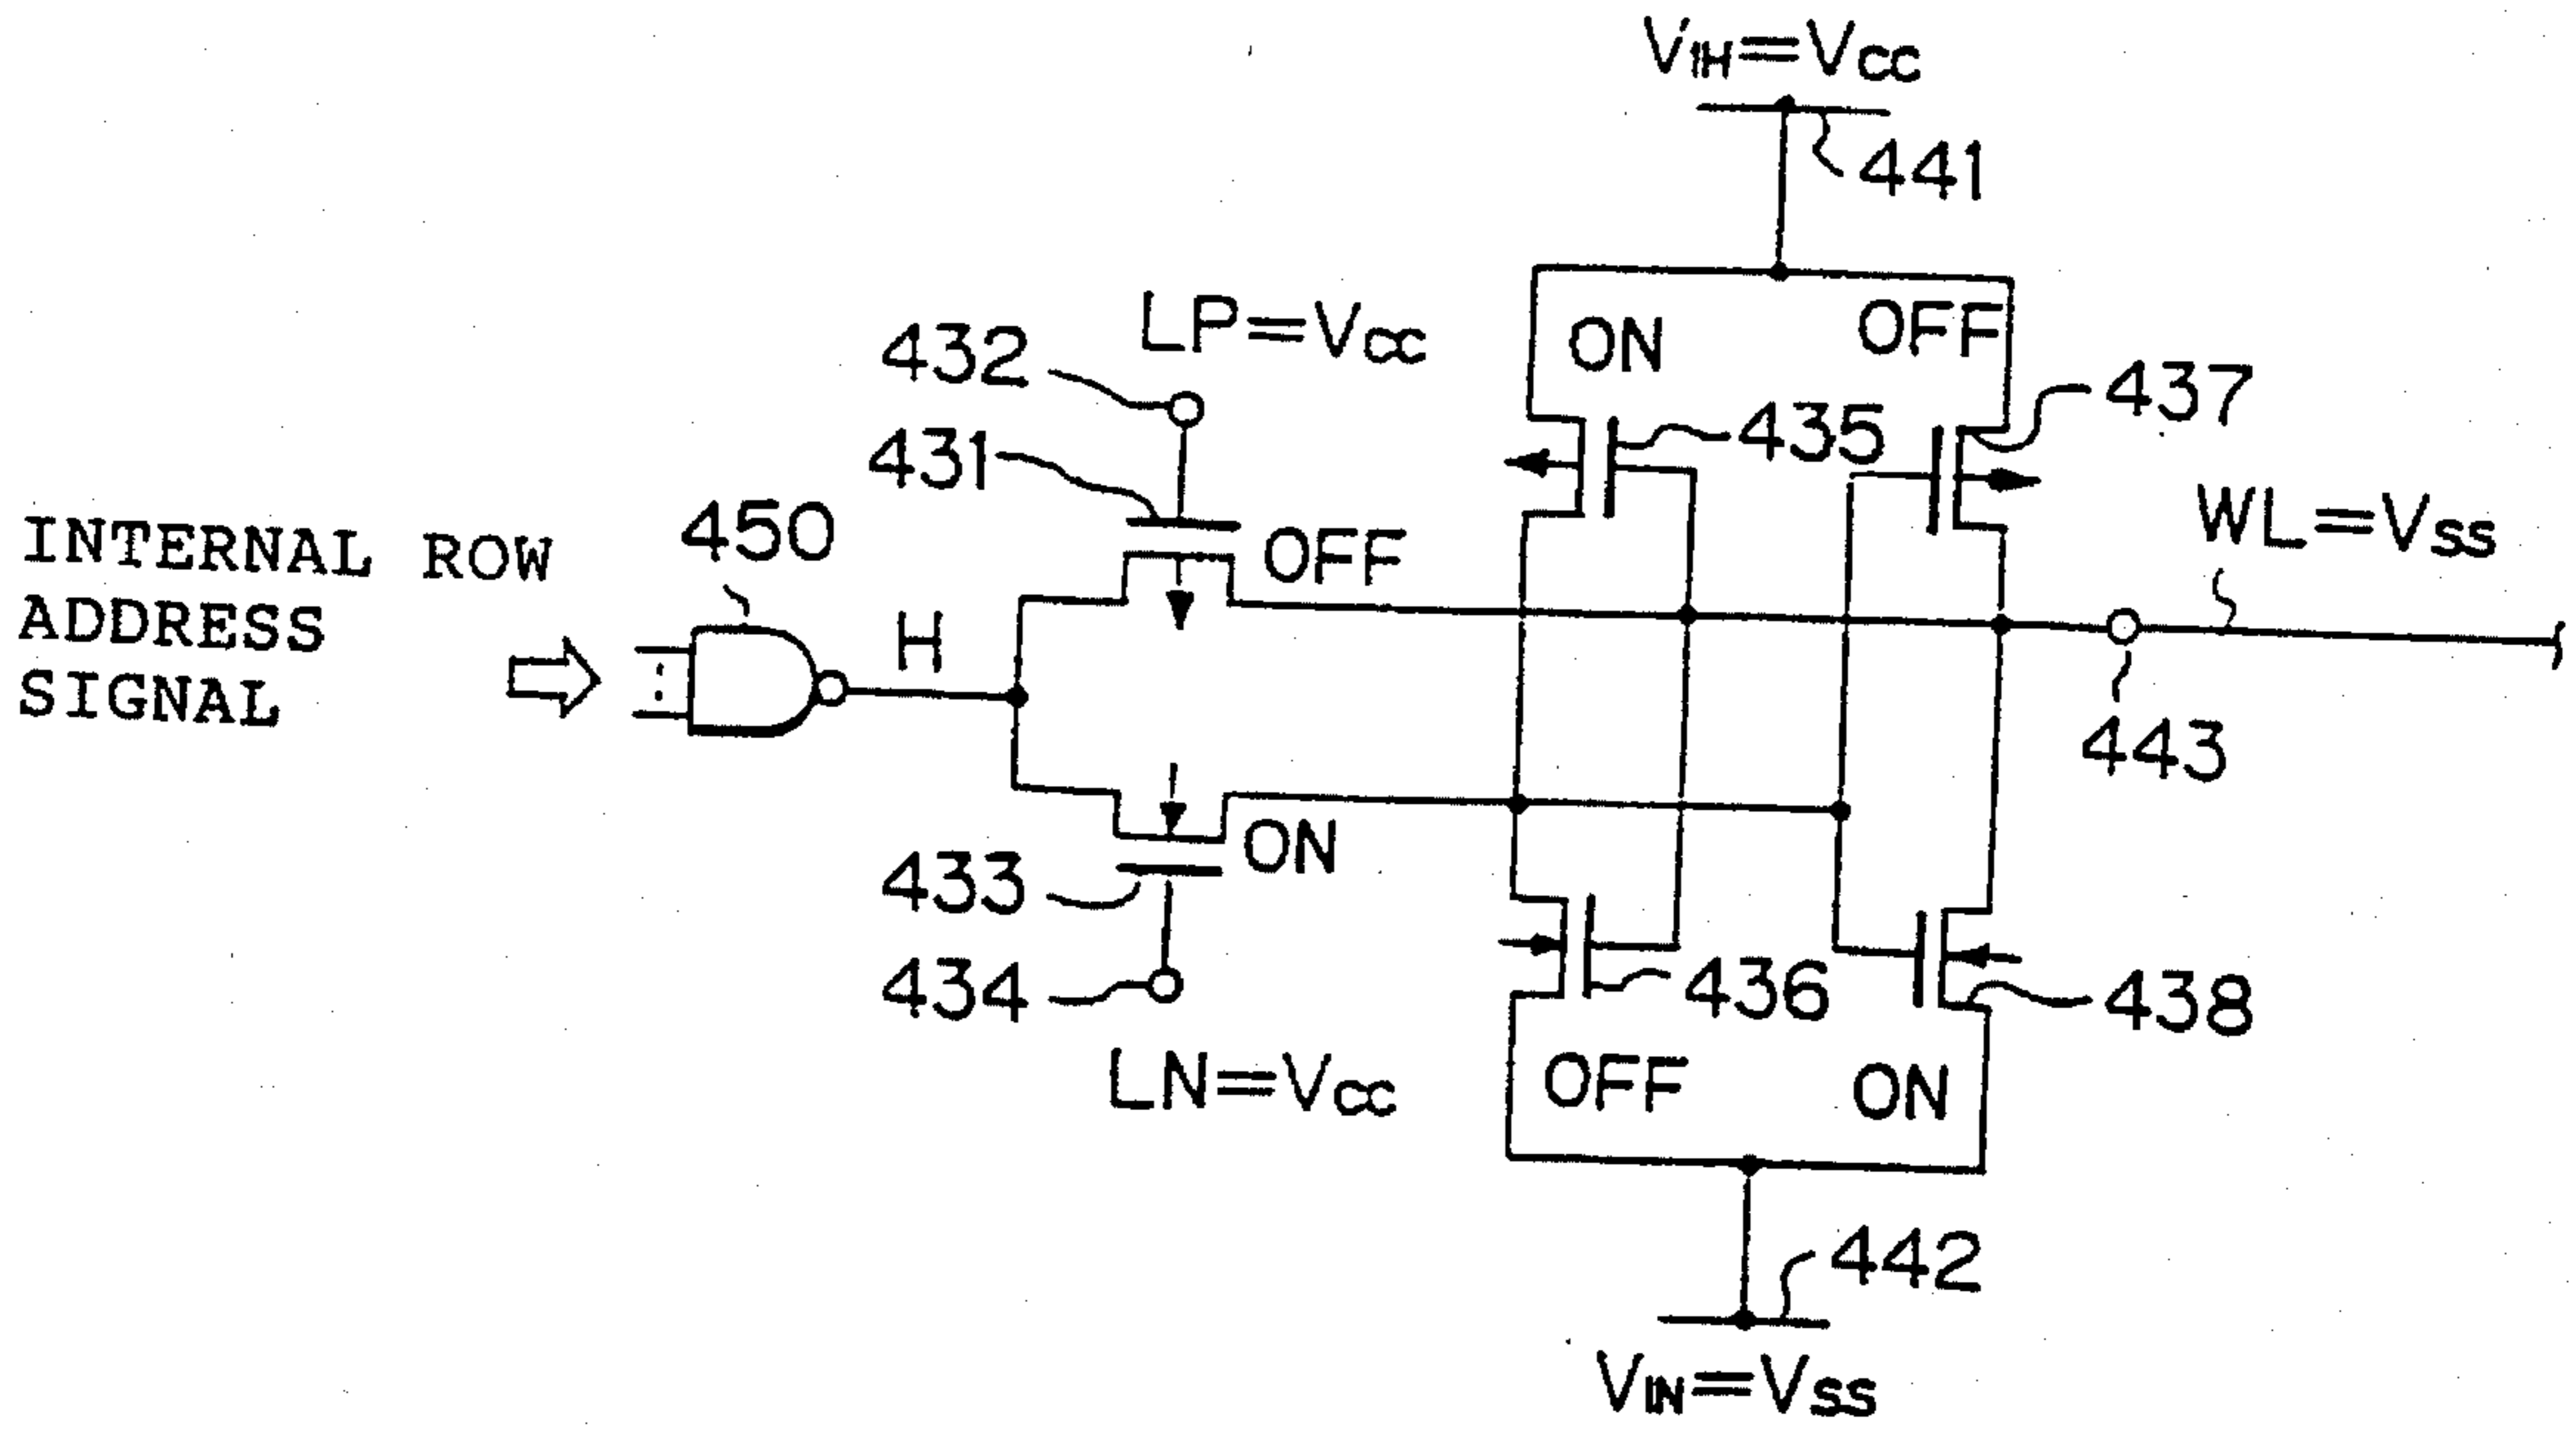 VIH=VCC
441
LP=VCC
432
ON
OFF
437
435
431
OFF
WL=VSS
450
INTERNAL ROW
ADDRESS
SIGNAL
H
443
ON
433
434
436
438
LN=VCC
OFF
ON
442
VIN=VSS